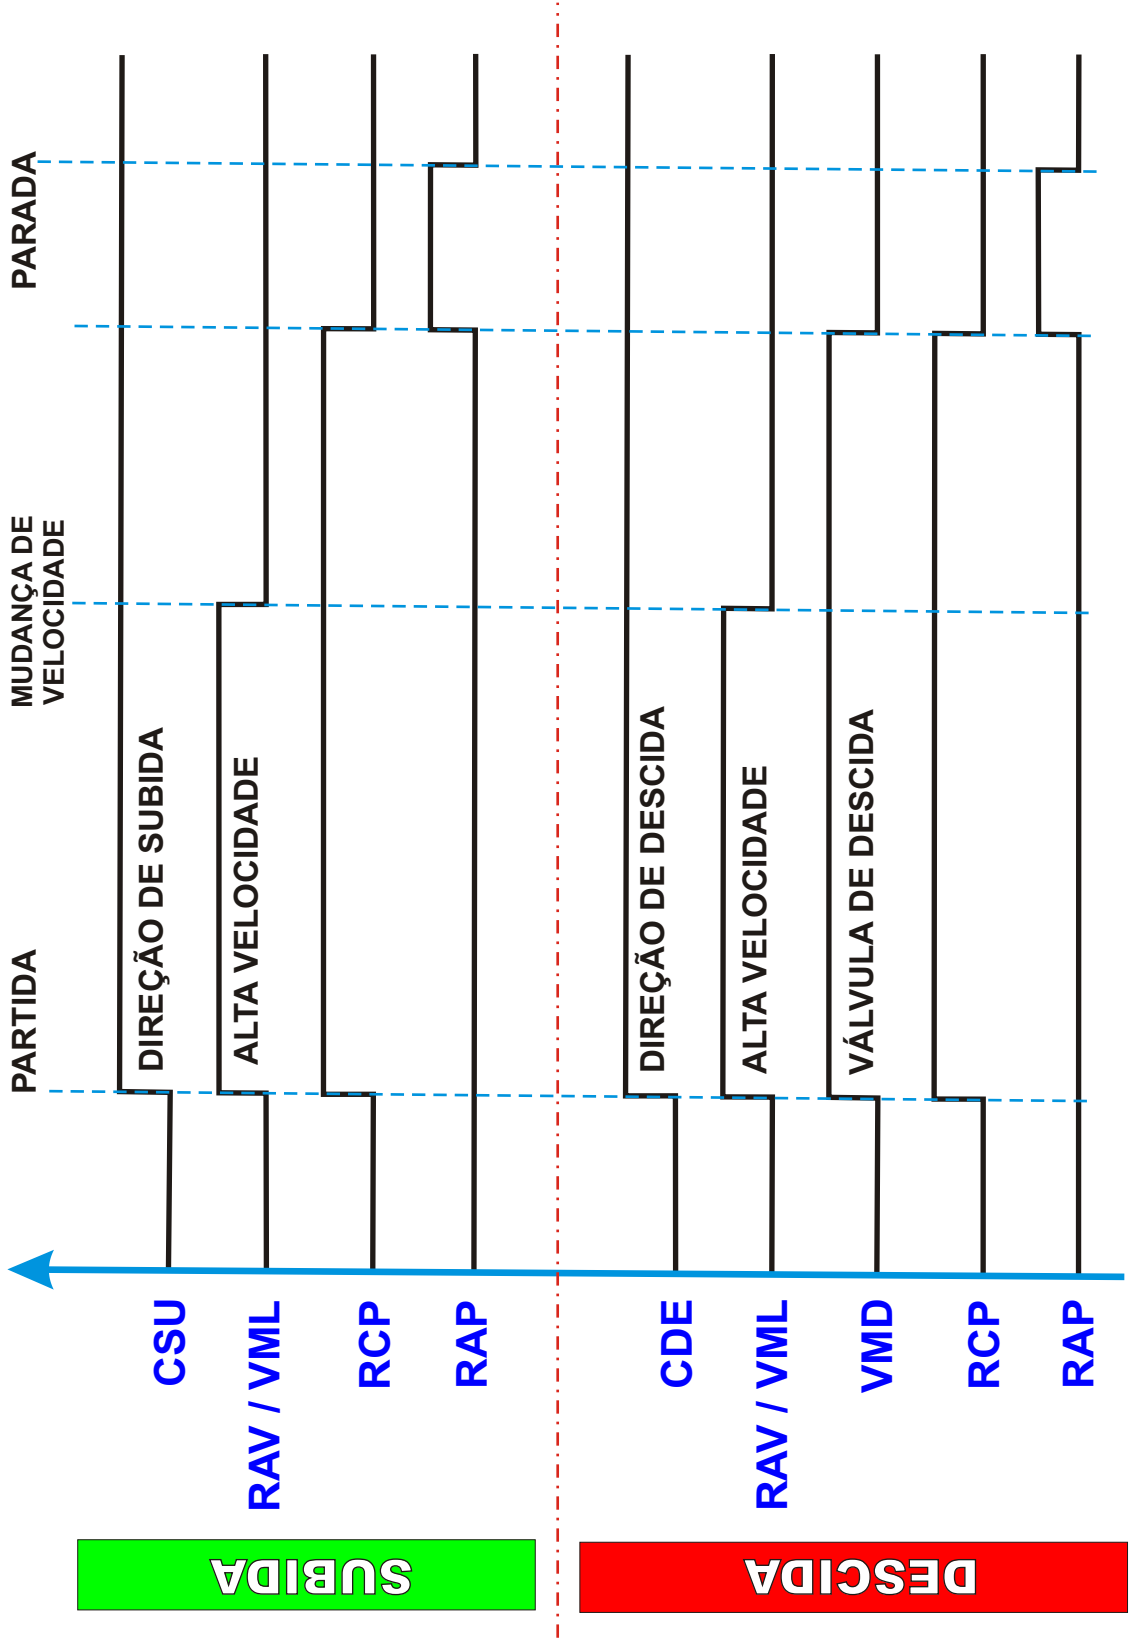 PARTIDA
MUDANÇA DE
VELOCIDADE
PARADA
SUBIDA
CSU
DIREÇÃO DE SUBIDA
RAV / VML
ALTA VELOCIDADE
RCP
RAP
DESCIDA
CDE
DIREÇÃO DE DESCIDA
RAV / VML
ALTA VELOCIDADE
VMD
VÁLVULA DE DESCIDA
RCP
RAP